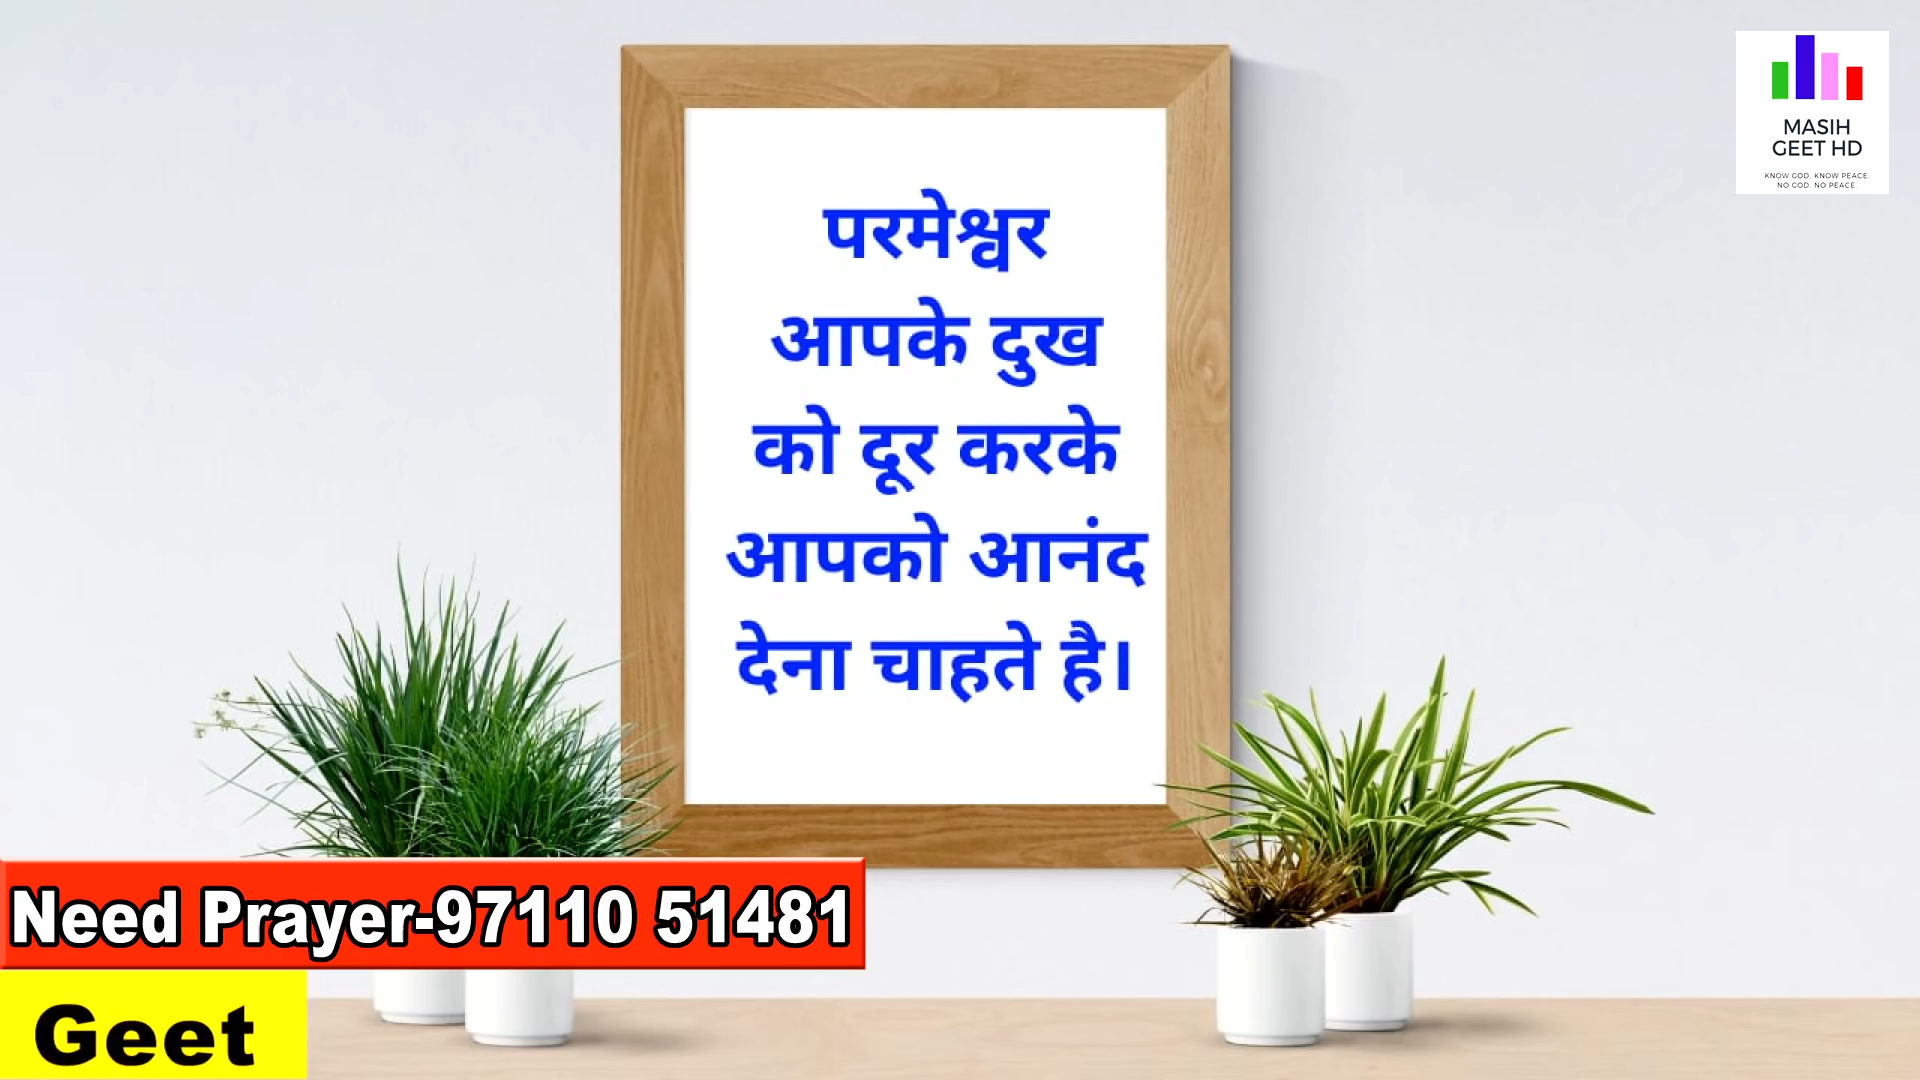 MASIH
GEET HD
KNOW GOD. KNOW PEACE.
NO GOD. NO PEACE.
परमेश्वर
आपके दुख
को दूर करके
आपको आनंद
देना चाहते है।
Need Prayer-97110 51481
Geet